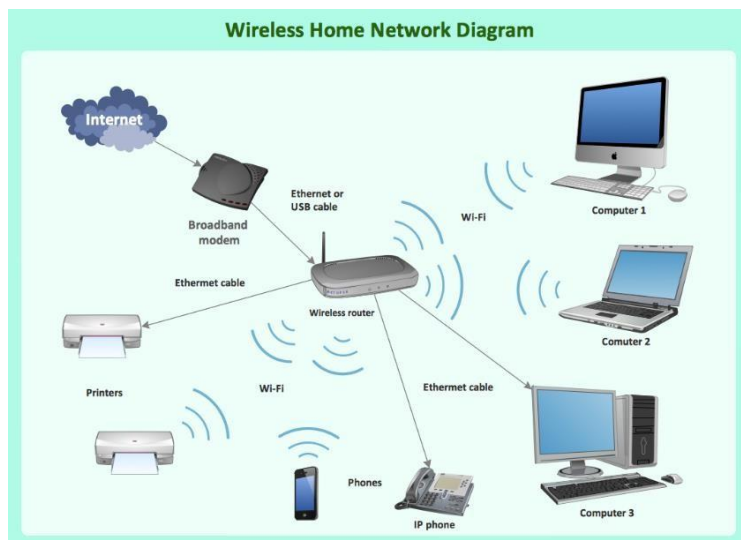 Wireless Home Network Diagram
Internet
Broadband
modem
Ethernet or
USB cable
Wi-Fi
Computer 1
Ethernet cable
Wireless router
Comuter 2
Printers
Wi-Fi
Ethernet cable
Phones
IP phone
Computer 3